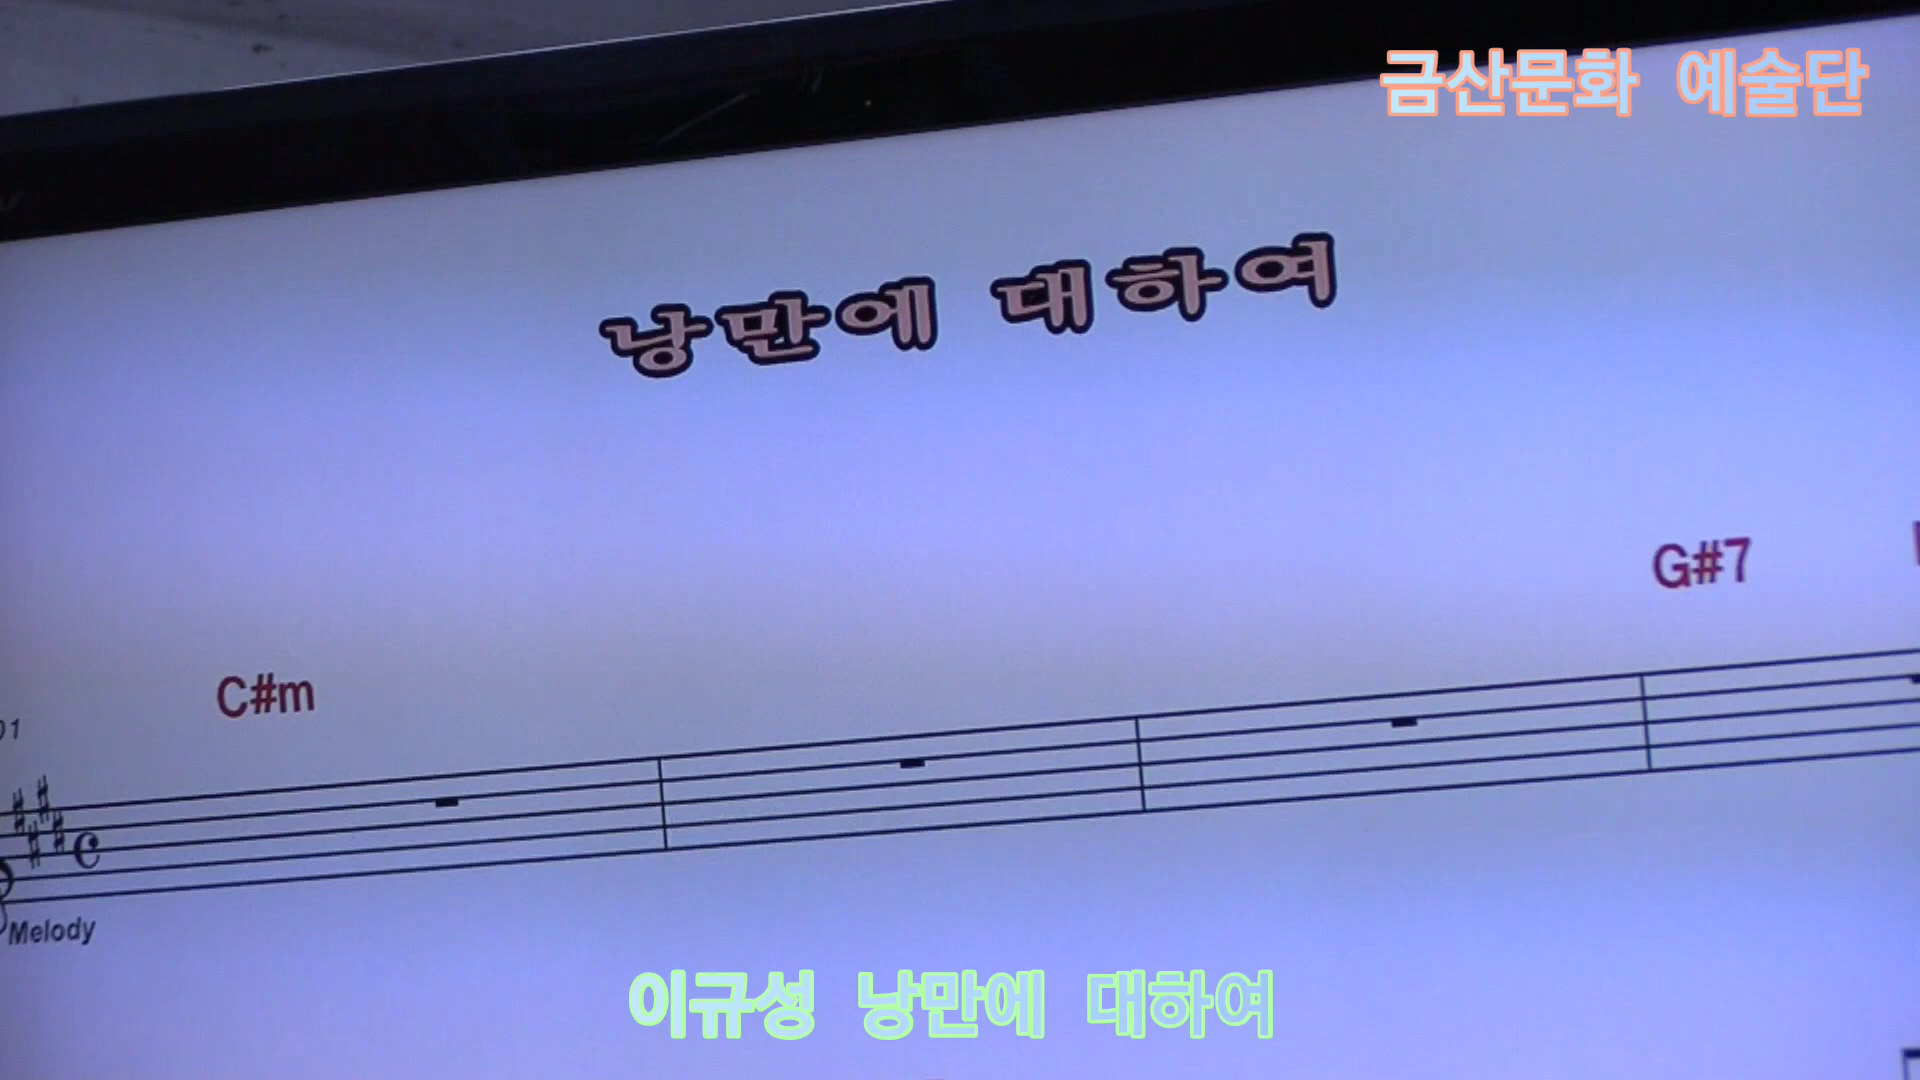 금산문화 예술단
낭만에 대하여
G#7
C#m
Melody
이규성 낭만에 대하여